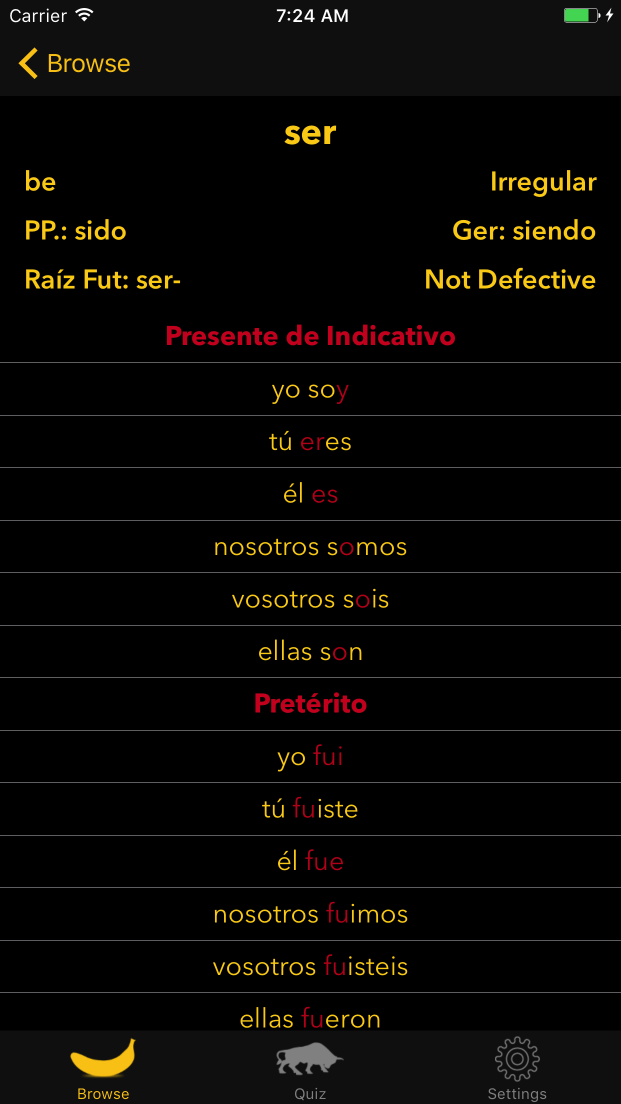 Carrier 7:24 AM
Browse
ser
be Irregular
PP.: sido Ger: siendo
Raíz Fut: ser- Not Defective
Presente de Indicativo
yo soy
tú eres
él es
nosotros somos
vosotros sois
ellas son
Pretérito
yo fui
tú fuiste
él fue
nosotros fuimos
vosotros fuisteis
ellas fueron
Browse Quiz Settings